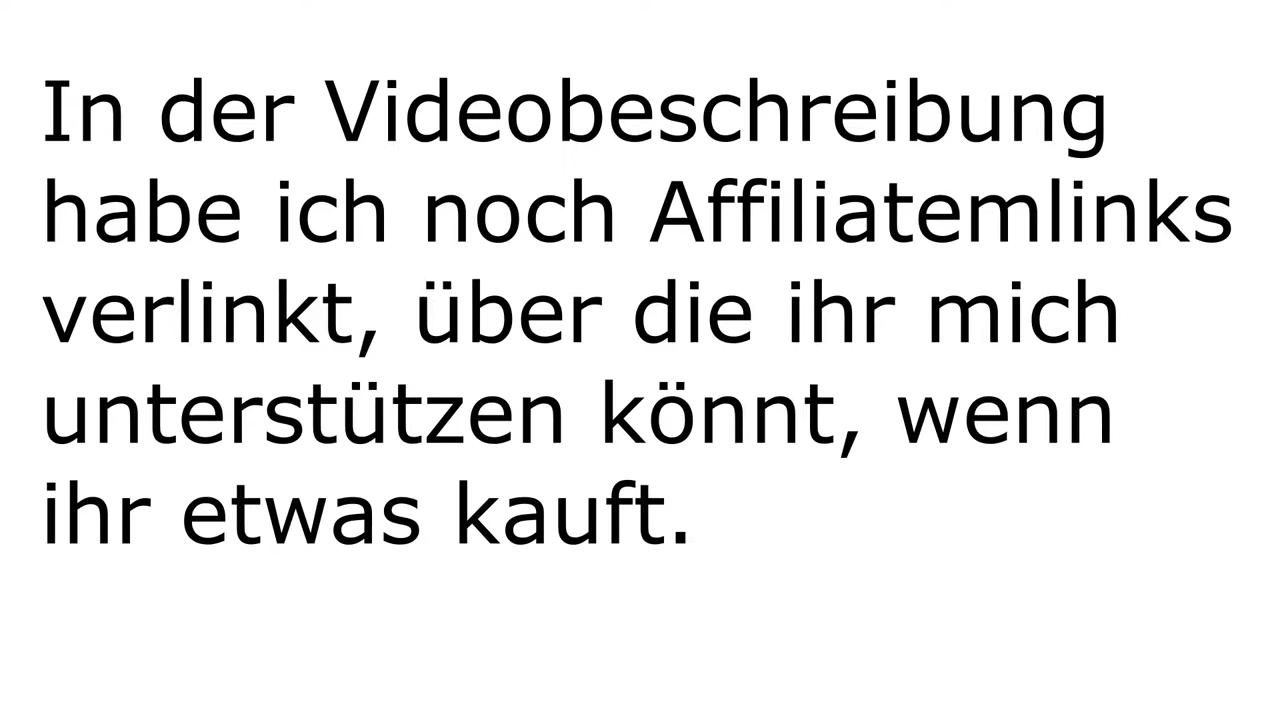 In der Videobeschreibung
habe ich noch Affiliatemlinks
verlinkt, über die ihr mich
unterstützen könnt, wenn
ihr etwas kauft.